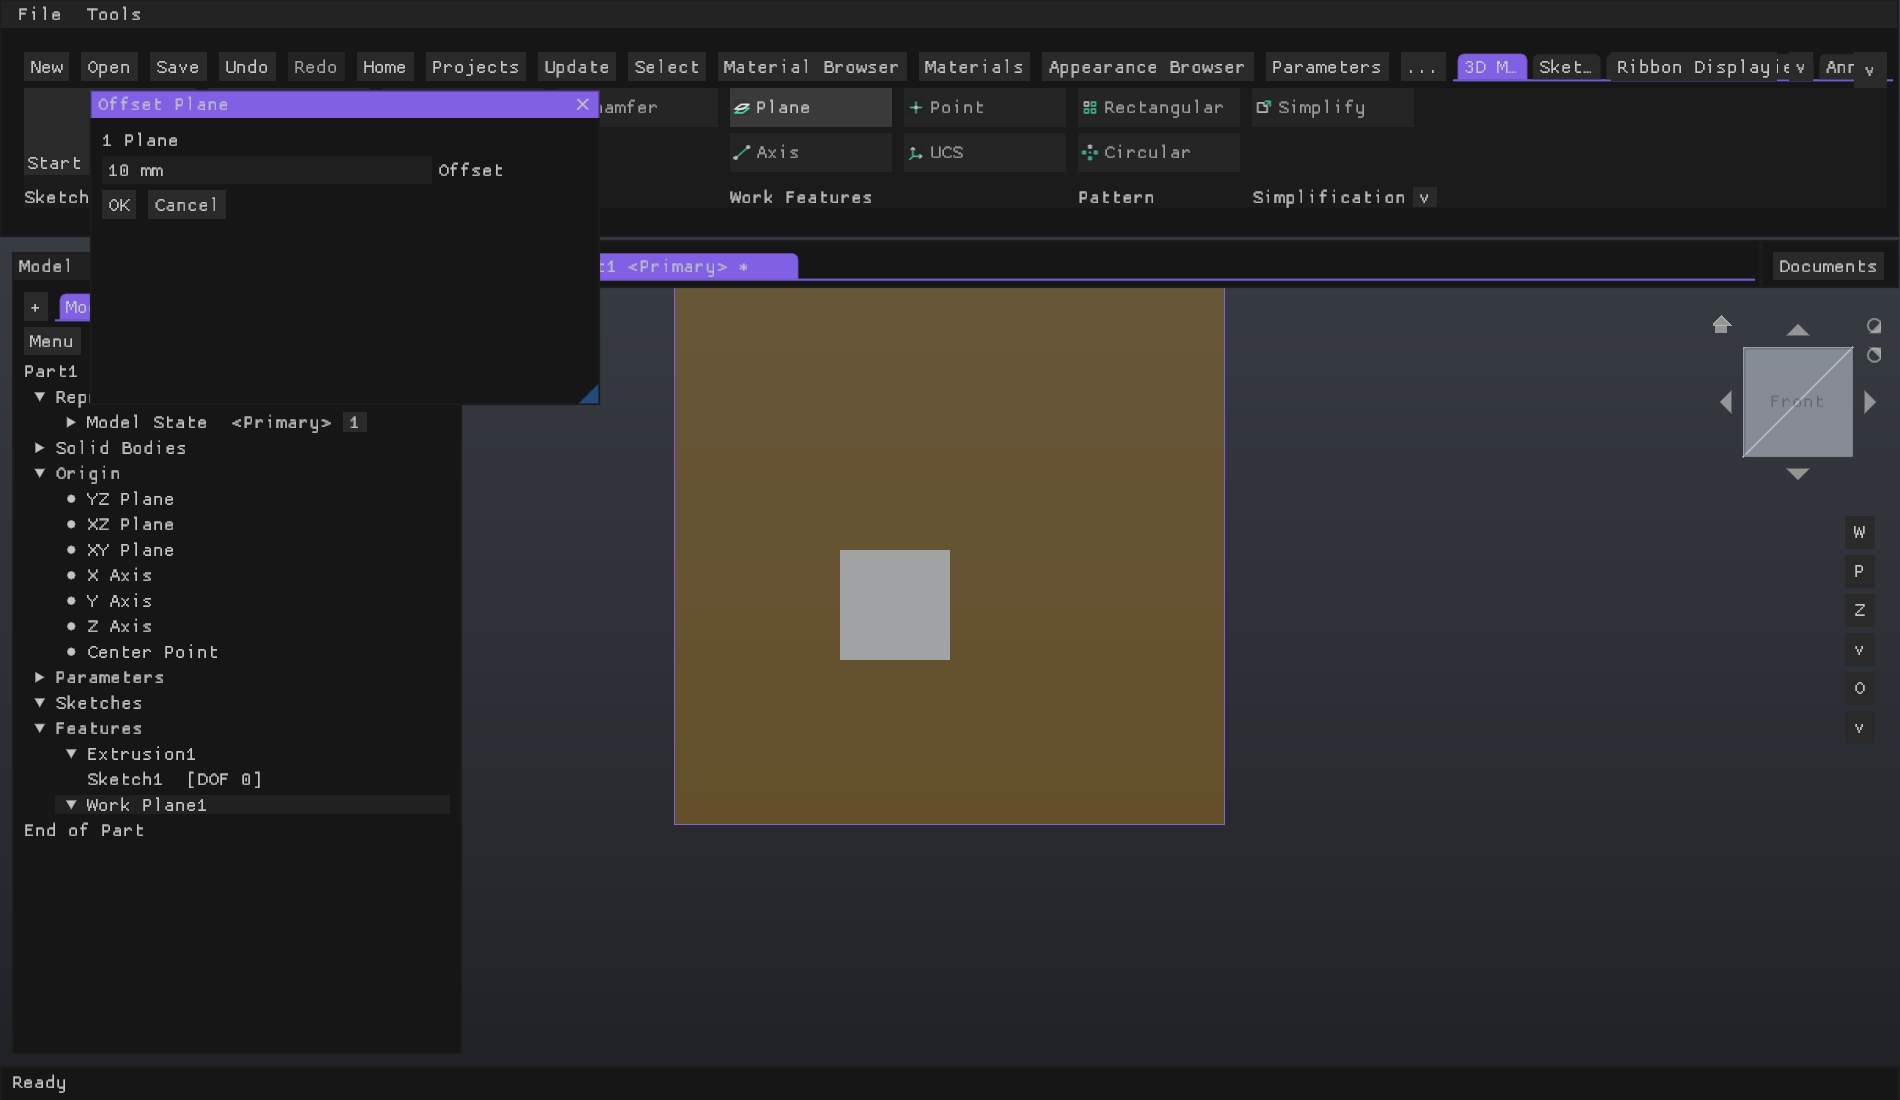 File Tools
New Open Save Undo Redo Home Projects Update Select Material Browser Materials Appearance Browser Parameters ... 3D M… Sket… Ribbon Display v v
Offset Plane
amfer Plane Point Rectangular Simplify
1 Plane
Axis UCS Circular
Start
10 mm Offset
Sketch Work Features Pattern Simplification v
OK Cancel
Model t1 <Primary> * Documents
+ Mo
Menu
Part1
Rep
Model State <Primary> 1
Front
Solid Bodies
Origin
YZ Plane
XZ Plane
XY Plane
X Axis
Y Axis
Z Axis
Center Point
Parameters
Sketches
Features
Extrusion1
Sketch1 [DOF 0]
Work Plane1
End of Part
W
P
Z
v
O
v
Ready